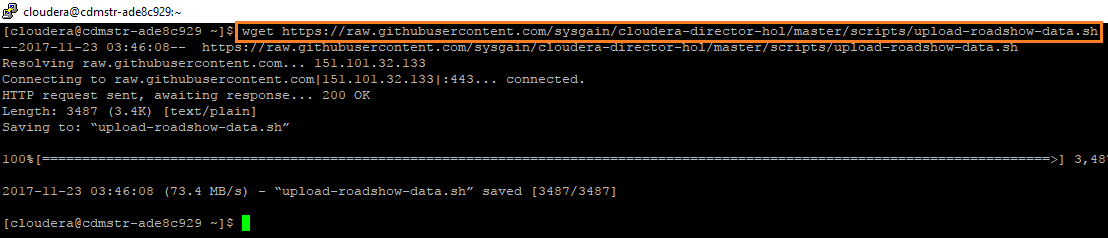 cloudera@cdmstr-ade8c929:~
[cloudera@cdmstr-ade8c929 ~]$ wget https://raw.githubusercontent.com/sysgain/cloudera-director-hol/master/scripts/upload-roadshow-data.sh
--2017-11-23 03:46:08--  https://raw.githubusercontent.com/sysgain/cloudera-director-hol/master/scripts/upload-roadshow-data.sh
Resolving raw.githubusercontent.com... 151.101.32.133
Connecting to raw.githubusercontent.com|151.101.32.133|:443... connected.
HTTP request sent, awaiting response... 200 OK
Length: 3487 (3.4K) [text/plain]
Saving to: “upload-roadshow-data.sh”
100%[==============================================================================================================================>] 3,487
2017-11-23 03:46:08 (73.4 MB/s) - “upload-roadshow-data.sh” saved [3487/3487]
[cloudera@cdmstr-ade8c929 ~]$